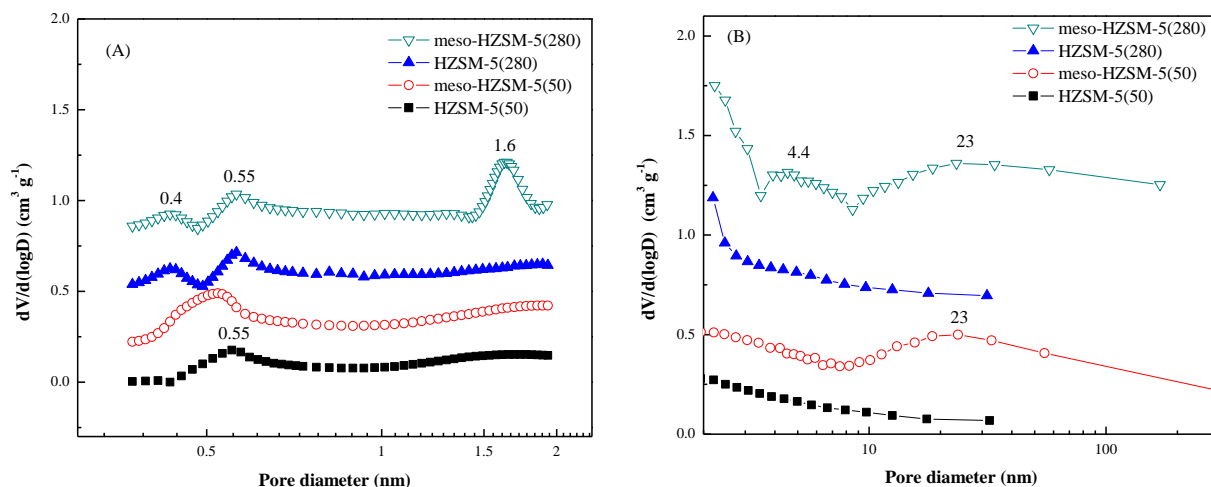 (A)
meso-HZSM-5(280)
HZSM-5(280)
meso-HZSM-5(50)
HZSM-5(50)
2.0
1.5
1.0
0.5
0.0
dV/d(logD) (cm³ g⁻¹)
0.4
0.55
1.6
0.55
0.5
1
1.5
2
Pore diameter (nm)
(B)
meso-HZSM-5(280)
HZSM-5(280)
meso-HZSM-5(50)
HZSM-5(50)
2.0
1.5
1.0
0.5
0.0
dV/d(logD) (cm³ g⁻¹)
4.4
23
23
10
100
Pore diameter (nm)